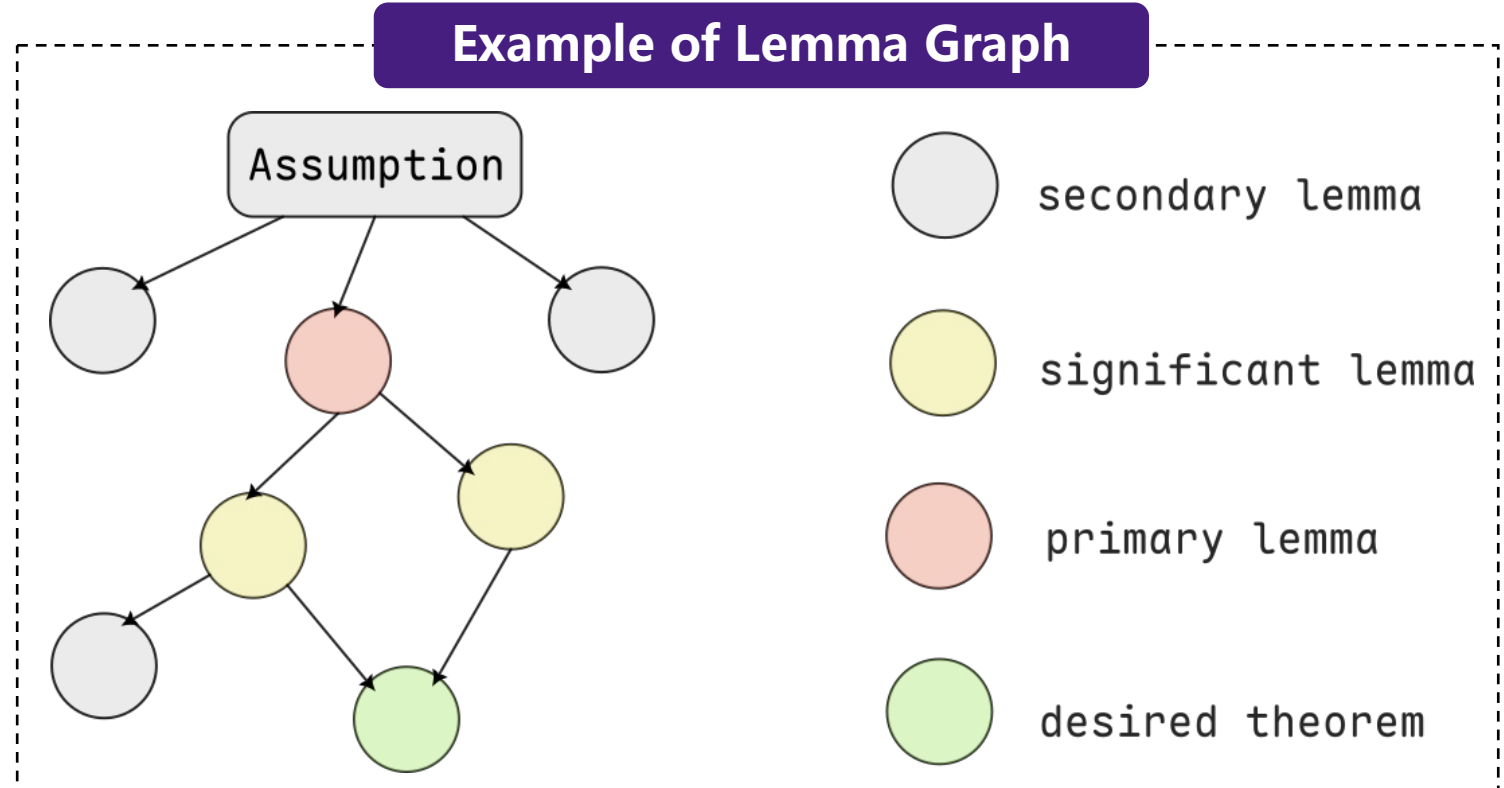 Example of Lemma Graph
Assumption
secondary lemma
significant lemma
primary lemma
desired theorem